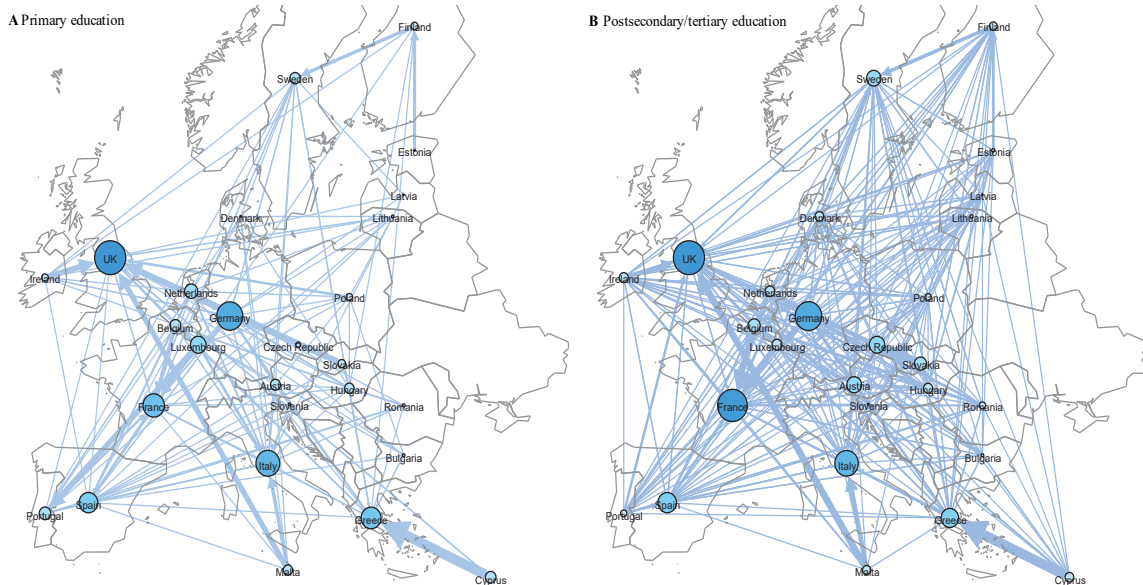 A Primary education
Finland
Sweden
Estonia
Latvia
Denmark
Lithuania
UK
Ireland
Netherlands
Poland
Germany
Belgium
Luxembourg
Czech Republic
Slovakia
Austria
Hungary
France
Slovenia
Romania
Bulgaria
Italy
Spain
Portugal
Greece
Malta
Cyprus
B Postsecondary/tertiary education
Finland
Sweden
Estonia
Latvia
Denmark
Lithuania
UK
Ireland
Netherlands
Poland
Germany
Belgium
Luxembourg
Czech Republic
Slovakia
Austria
Hungary
France
Slovenia
Romania
Bulgaria
Italy
Spain
Portugal
Greece
Malta
Cyprus